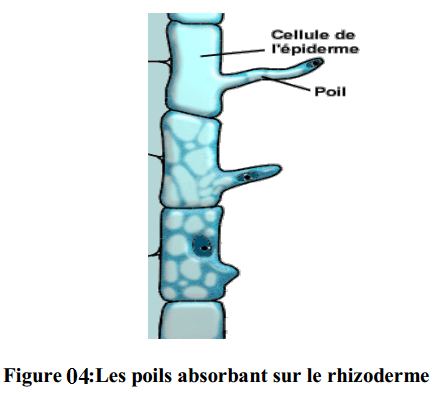 Cellule de
l'épiderme
Poil
Figure 04:Les poils absorbant sur le rhizoderme